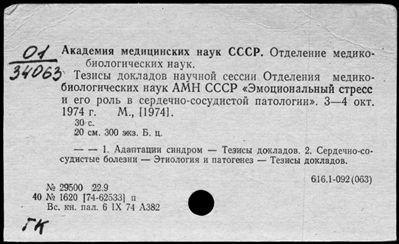 01
34063
Академия медицинских наук СССР. Отделение медико-
биологических наук.
Тезисы докладов научной сессии Отделения медико-
биологических наук АМН СССР «Эмоциональный стресс
и его роль в сердечно-сосудистой патологии». 3—4 окт.
1974 г. М., [1974].
30 с.
20 см. 300 экз. Б. ц.
— — 1. Адаптации синдром — Тезисы докладов. 2. Сердечно-со-
судистые болезни — Этиология и патогенез — Тезисы докладов.
616.1-092(063)
№ 29500 22.9
40 № 1620 [74-62533] п
Вс. кн. пал. 6 IX 74 А382
ГК